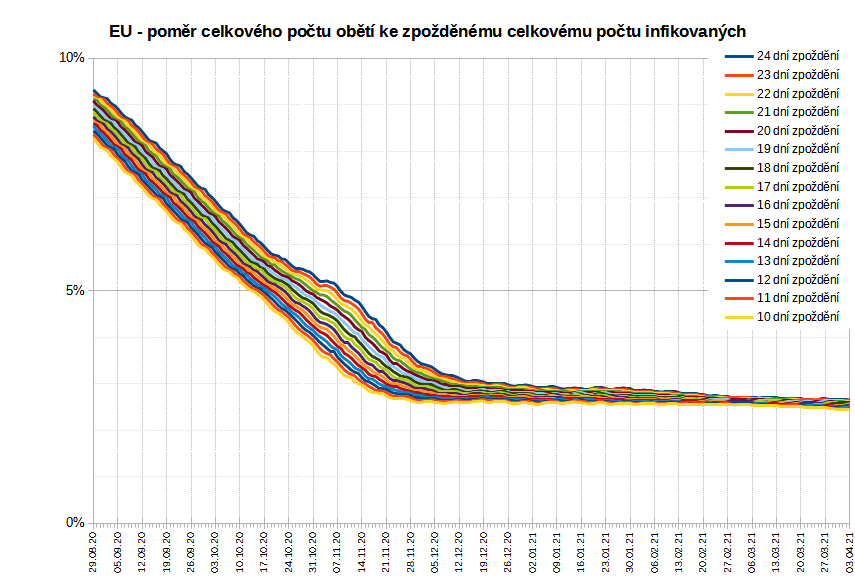 EU - poměr celkového počtu obětí ke zpožděnému celkovému počtu infikovaných
10%
5%
0%
24 dní zpoždění
23 dní zpoždění
22 dní zpoždění
21 dní zpoždění
20 dní zpoždění
19 dní zpoždění
18 dní zpoždění
17 dní zpoždění
16 dní zpoždění
15 dní zpoždění
14 dní zpoždění
13 dní zpoždění
12 dní zpoždění
11 dní zpoždění
10 dní zpoždění
29.08.20
05.09.20
12.09.20
19.09.20
26.09.20
03.10.20
10.10.20
17.10.20
24.10.20
31.10.20
07.11.20
14.11.20
21.11.20
28.11.20
05.12.20
12.12.20
19.12.20
26.12.20
02.01.21
09.01.21
16.01.21
23.01.21
30.01.21
06.02.21
13.02.21
20.02.21
27.02.21
06.03.21
13.03.21
20.03.21
27.03.21
03.04.21